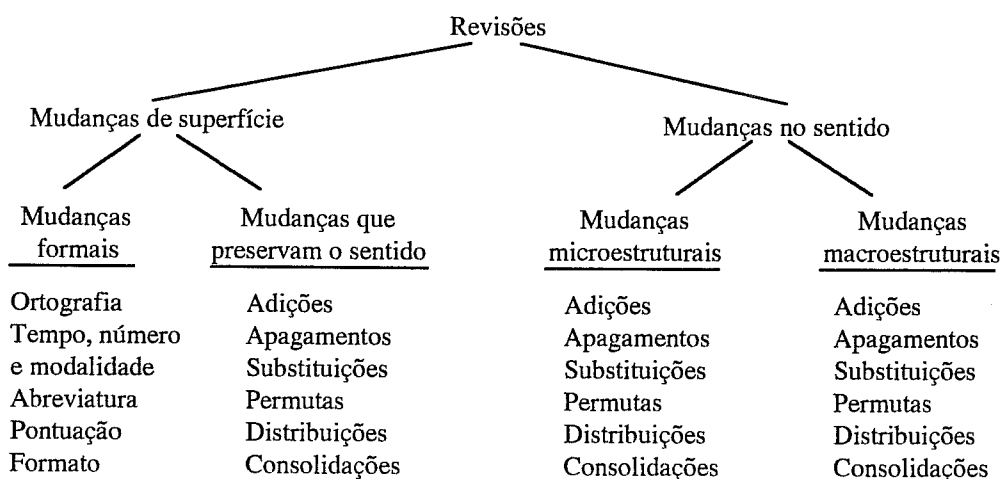 Revisões
Mudanças de superfície
Mudanças no sentido
Mudanças
formais
Mudanças que
preservam o sentido
Mudanças
microestruturais
Mudanças
macroestruturais
Ortografia
Tempo, número
e modalidade
Abreviatura
Pontuação
Formato
Adições
Apagamentos
Substituições
Permutas
Distribuições
Consolidações
Adições
Apagamentos
Substituições
Permutas
Distribuições
Consolidações
Adições
Apagamentos
Substituições
Permutas
Distribuições
Consolidações